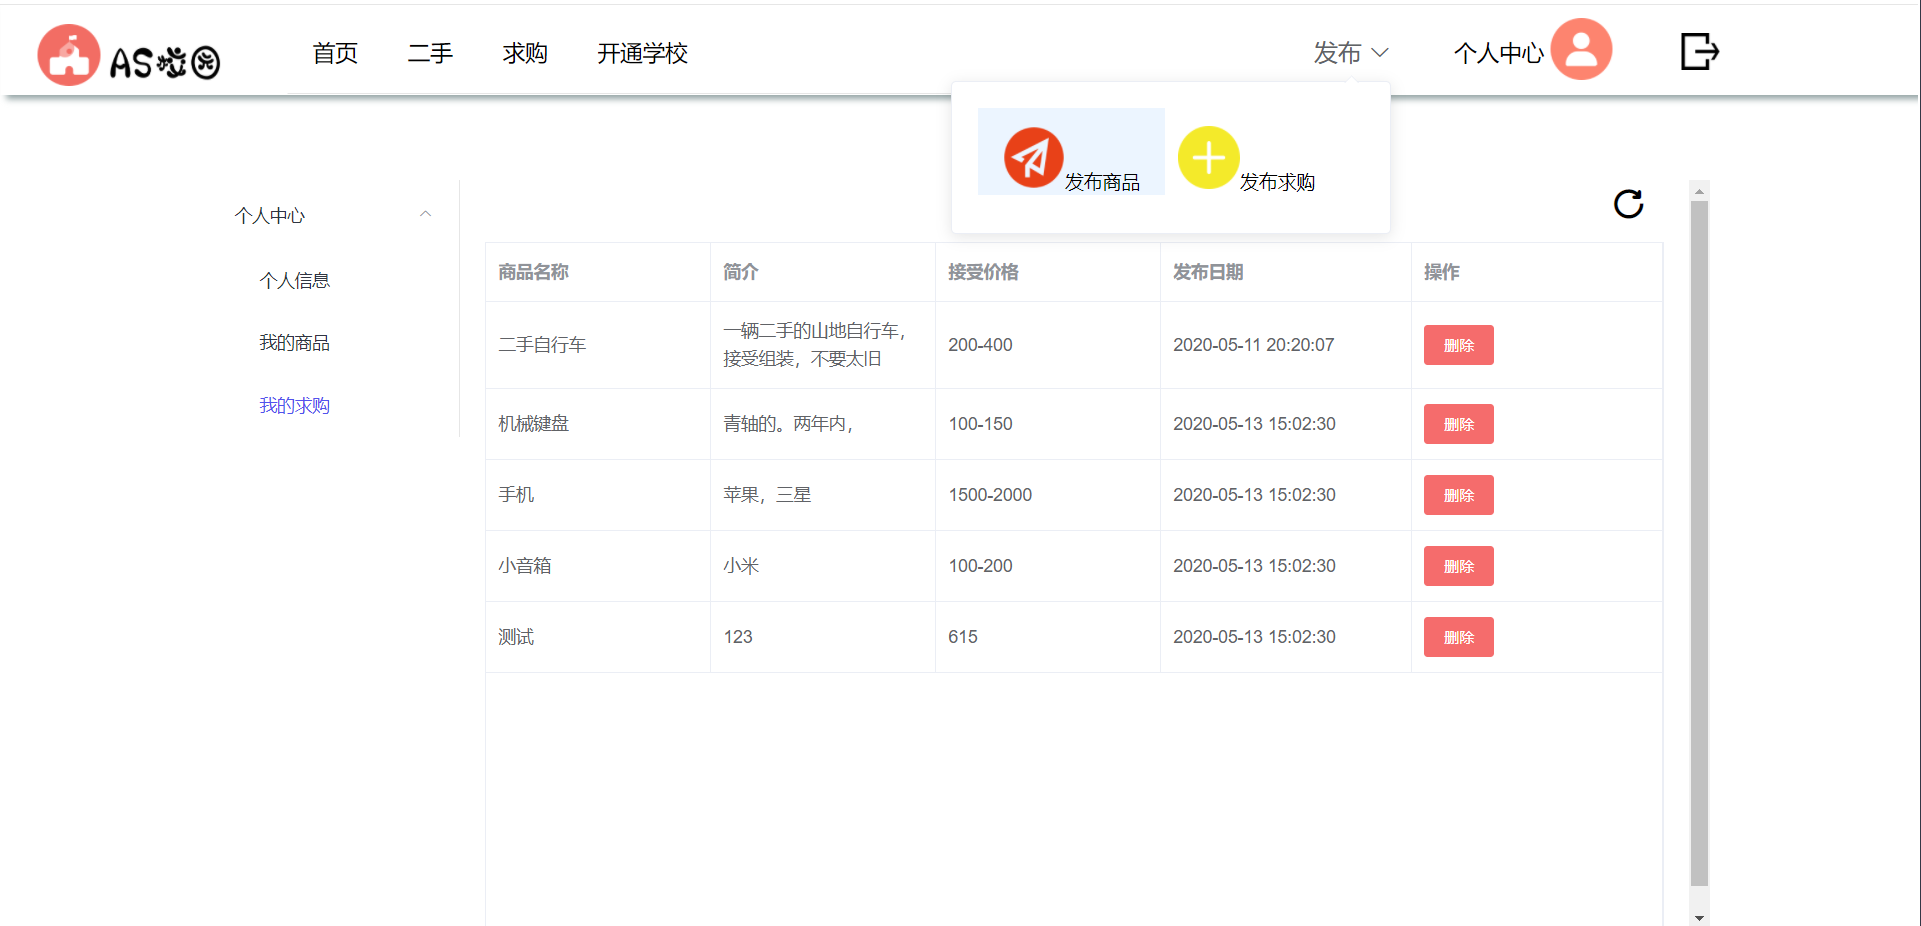 AS校园
首页 二手 求购 开通学校 发布 个人中心
发布商品 发布求购
个人中心
个人信息
我的商品
我的求购
商品名称 简介 接受价格 发布日期 操作
二手自行车 一辆二手的山地自行车，
接受组装，不要太旧 200-400 2020-05-11 20:20:07 删除
机械键盘 青轴的。两年内， 100-150 2020-05-13 15:02:30 删除
手机 苹果，三星 1500-2000 2020-05-13 15:02:30 删除
小音箱 小米 100-200 2020-05-13 15:02:30 删除
测试 123 615 2020-05-13 15:02:30 删除